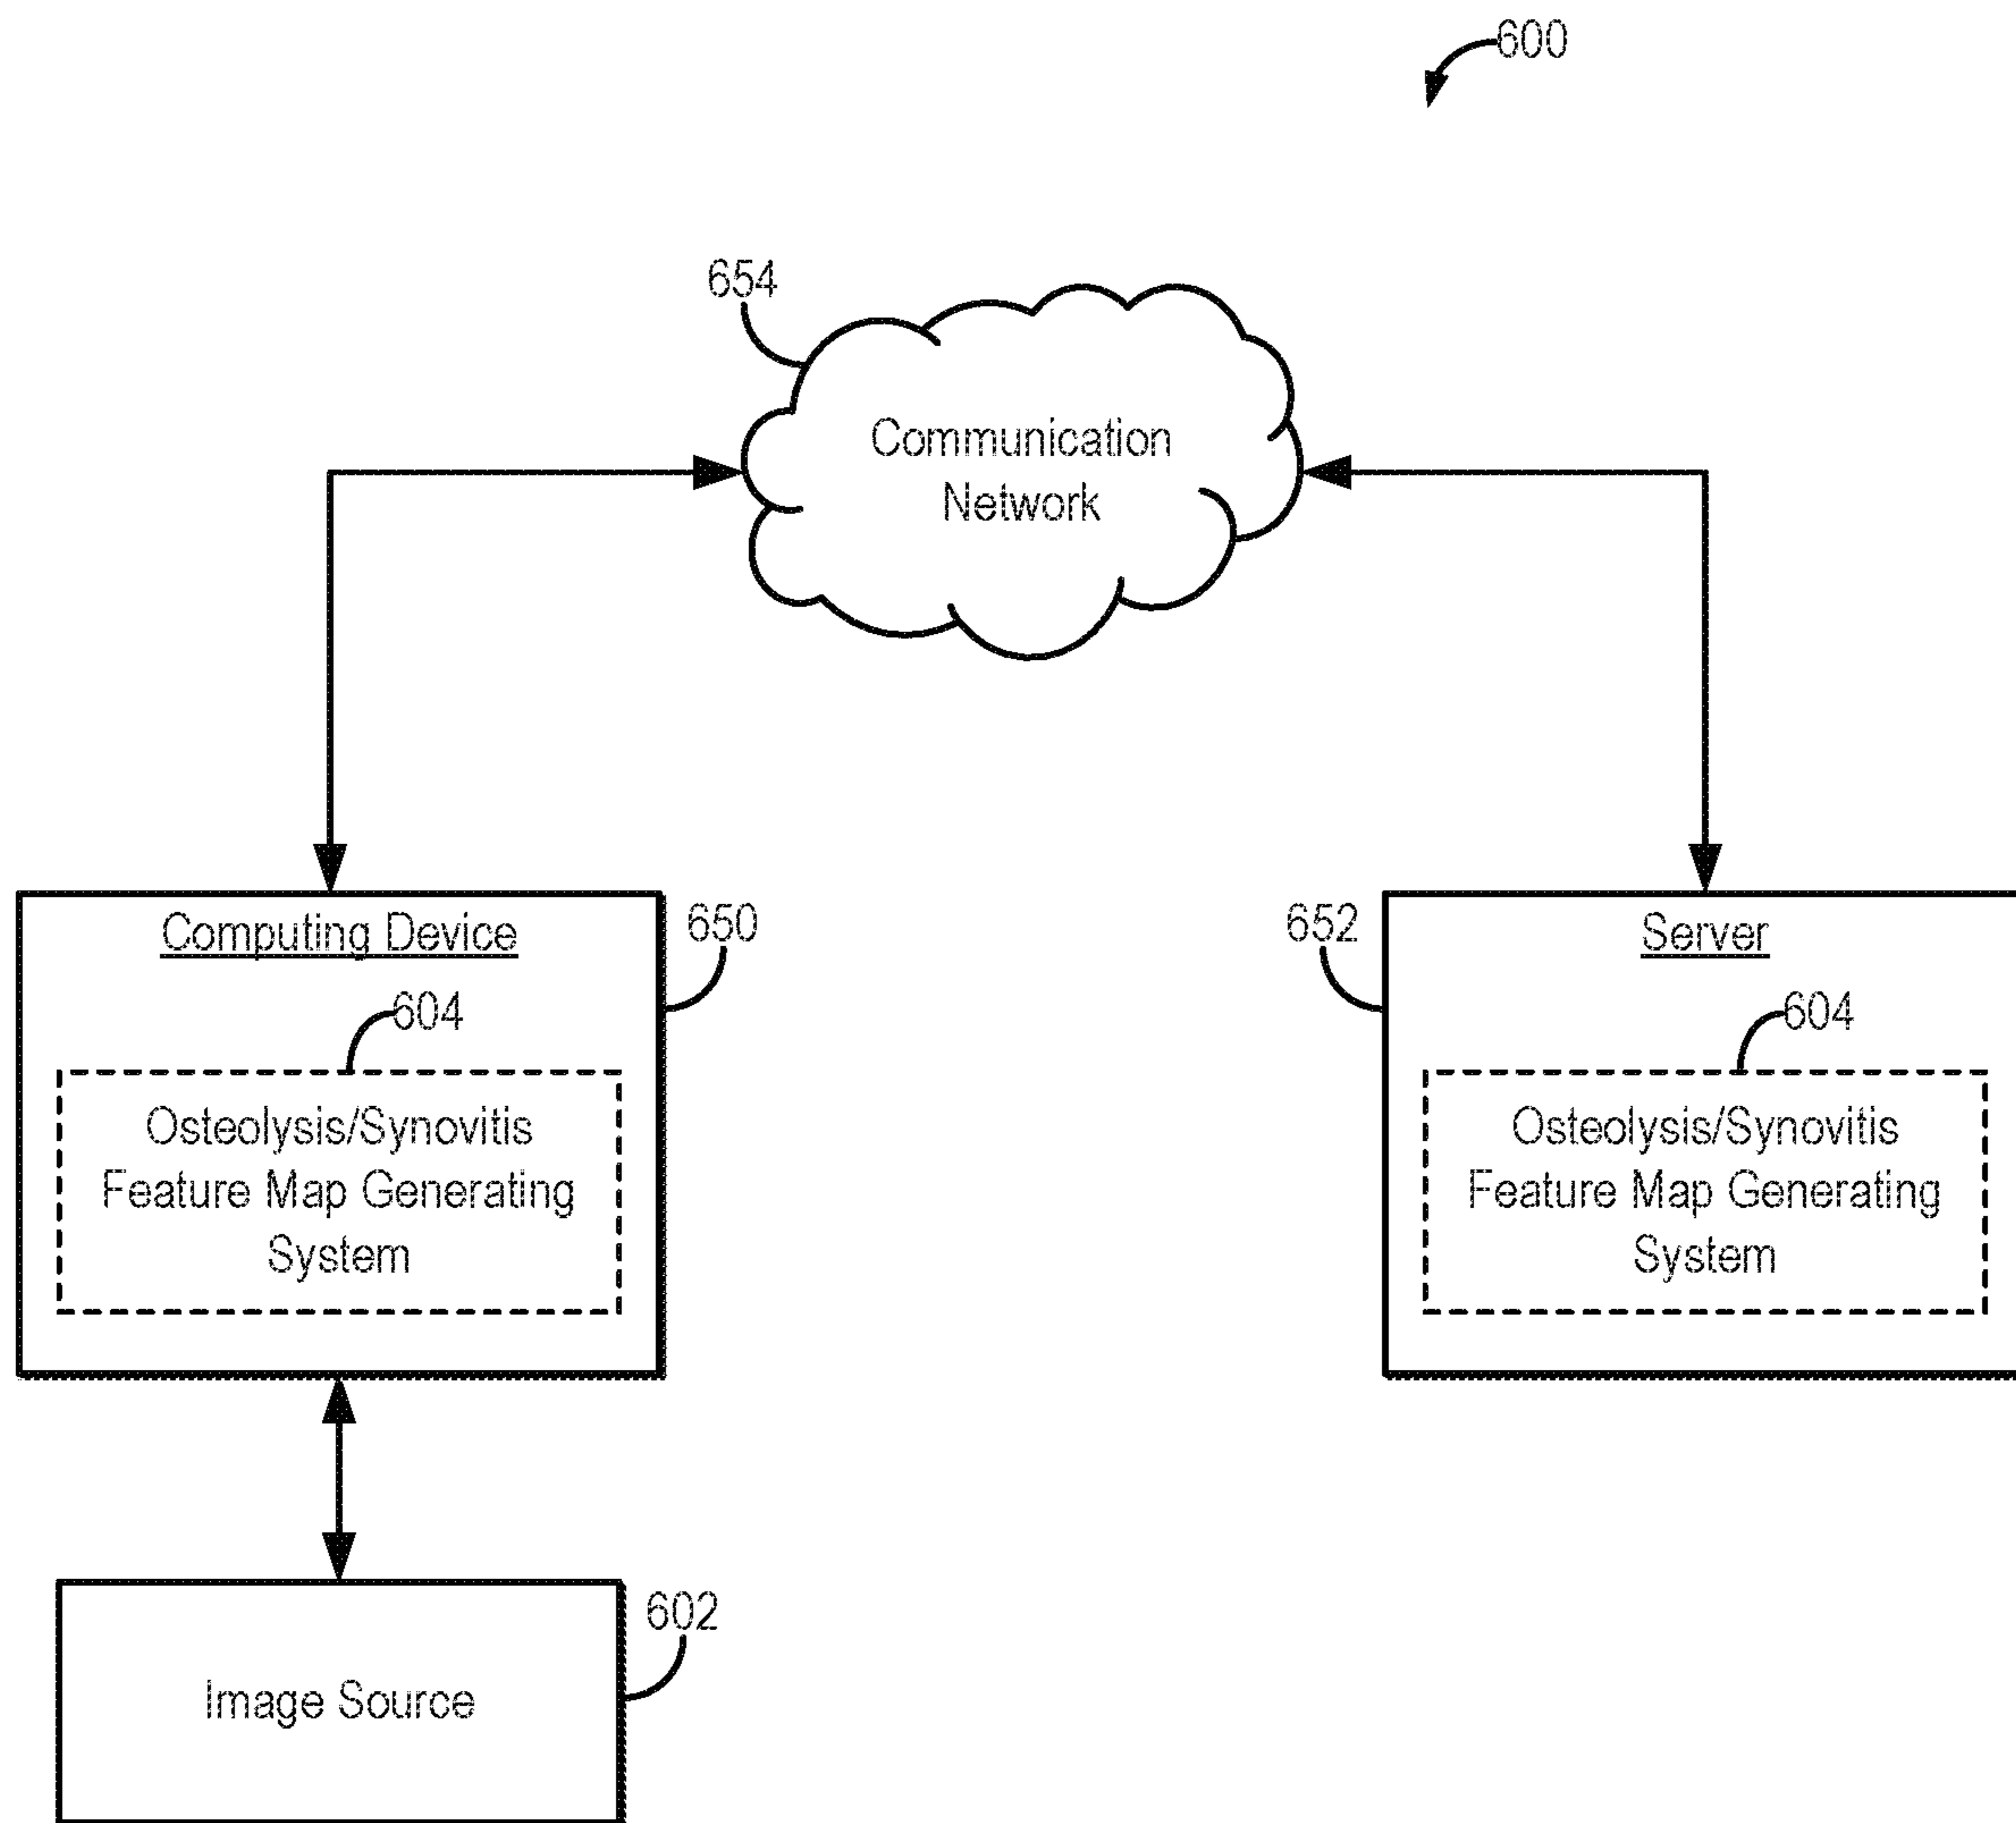 600
654
Communication
Network
Computing Device
650
604
Osteolysis/Synovitis
Feature Map Generating
System
652
Server
604
Osteolysis/Synovitis
Feature Map Generating
System
602
Image Source